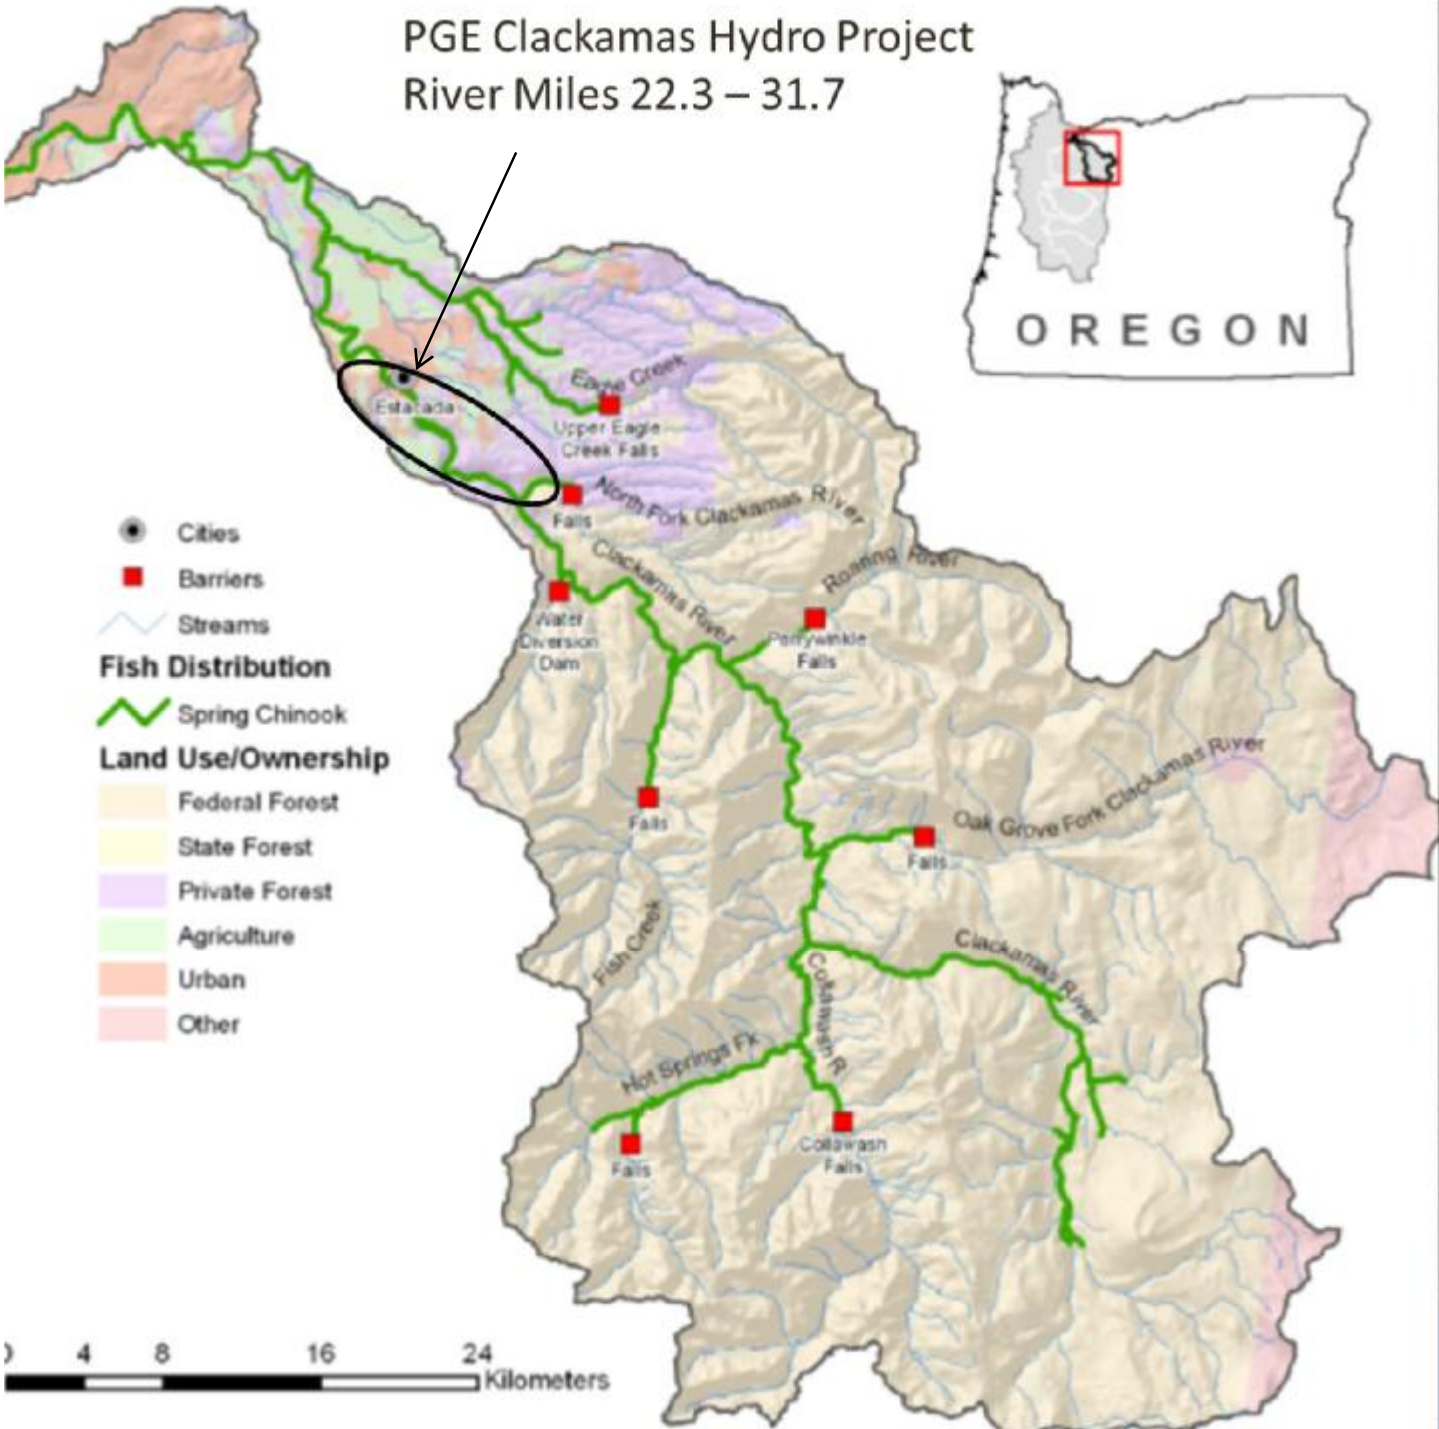 PGE Clackamas Hydro Project
River Miles 22.3 – 31.7
OREGON
Eagle Creek
Estacada
Upper Eagle
Creek Falls
North Fork Clackamas River
Falls
Clackamas River
Roaring River
Water
Diversion
Dam
Perrywinkle
Falls
Cities
Barriers
Streams
Fish Distribution
Spring Chinook
Land Use/Ownership
Federal Forest
State Forest
Private Forest
Agriculture
Urban
Other
Falls
Oak Grove Fork Clackamas River
Falls
Fish Creek
Clackamas River
Collawash R
Hot Springs Fk
Collawash
Falls
Falls
0 4 8 16 24
Kilometers